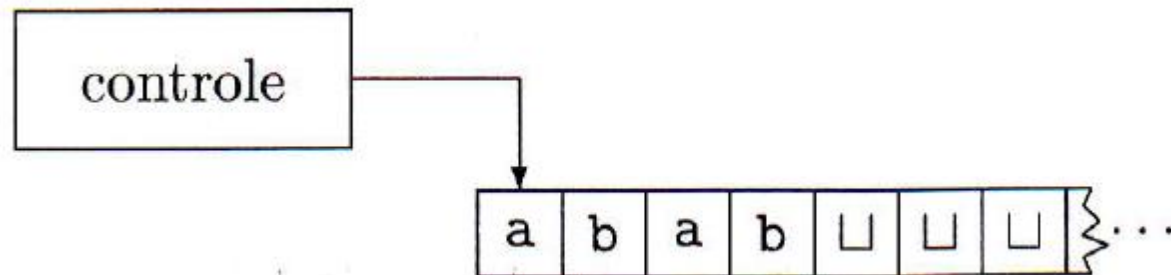 controle
a b a b ⊔ ⊔ ⊔ ...